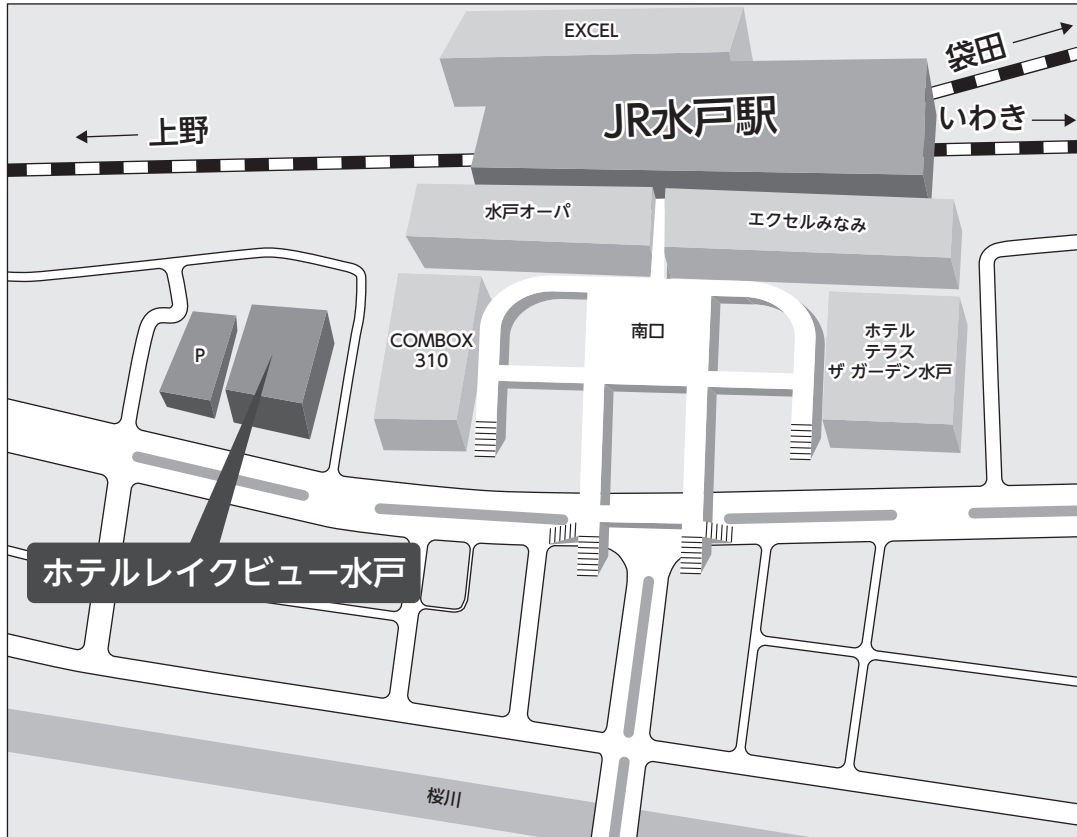 EXCEL
袋田
JR水戸駅
いわき
上野
水戸オーパ
エクセルみなみ
南口
COMBOX
310
ホテル
テラス
ザ ガーデン水戸
P
ホテルレイクビュー水戸
桜川